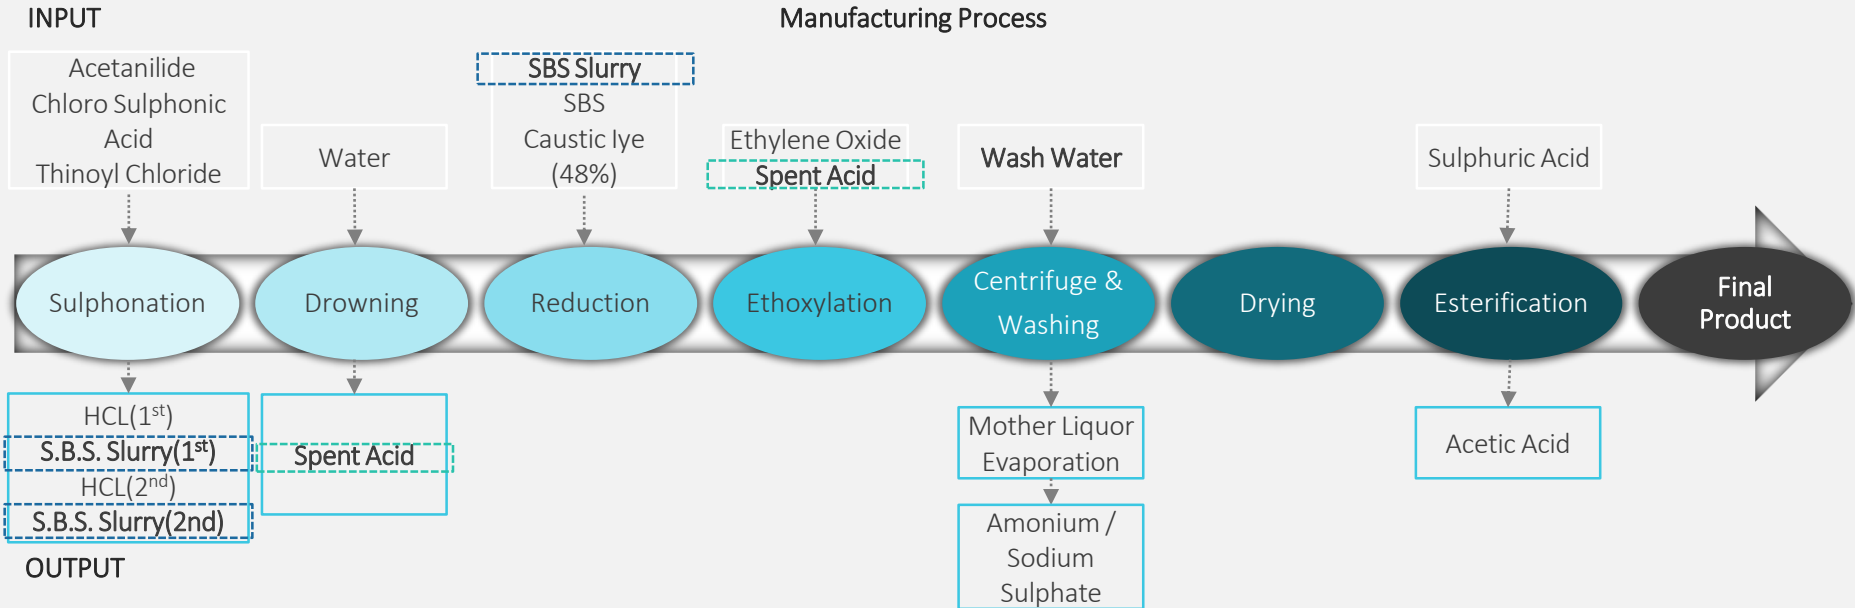 INPUT
Manufacturing Process
Acetanilide
Chloro Sulphonic
Acid
Thinoyl Chloride
Water
SBS Slurry
SBS
Caustic lye
(48%)
Ethylene Oxide
Spent Acid
Wash Water
Sulphuric Acid
Sulphonation
Drowning
Reduction
Ethoxylation
Centrifuge &
Washing
Drying
Esterification
Final
Product
HCL(1st)
S.B.S. Slurry(1st)
HCL(2nd)
S.B.S. Slurry(2nd)
Spent Acid
Mother Liquor
Evaporation
Amonium /
Sodium
Sulphate
Acetic Acid
OUTPUT